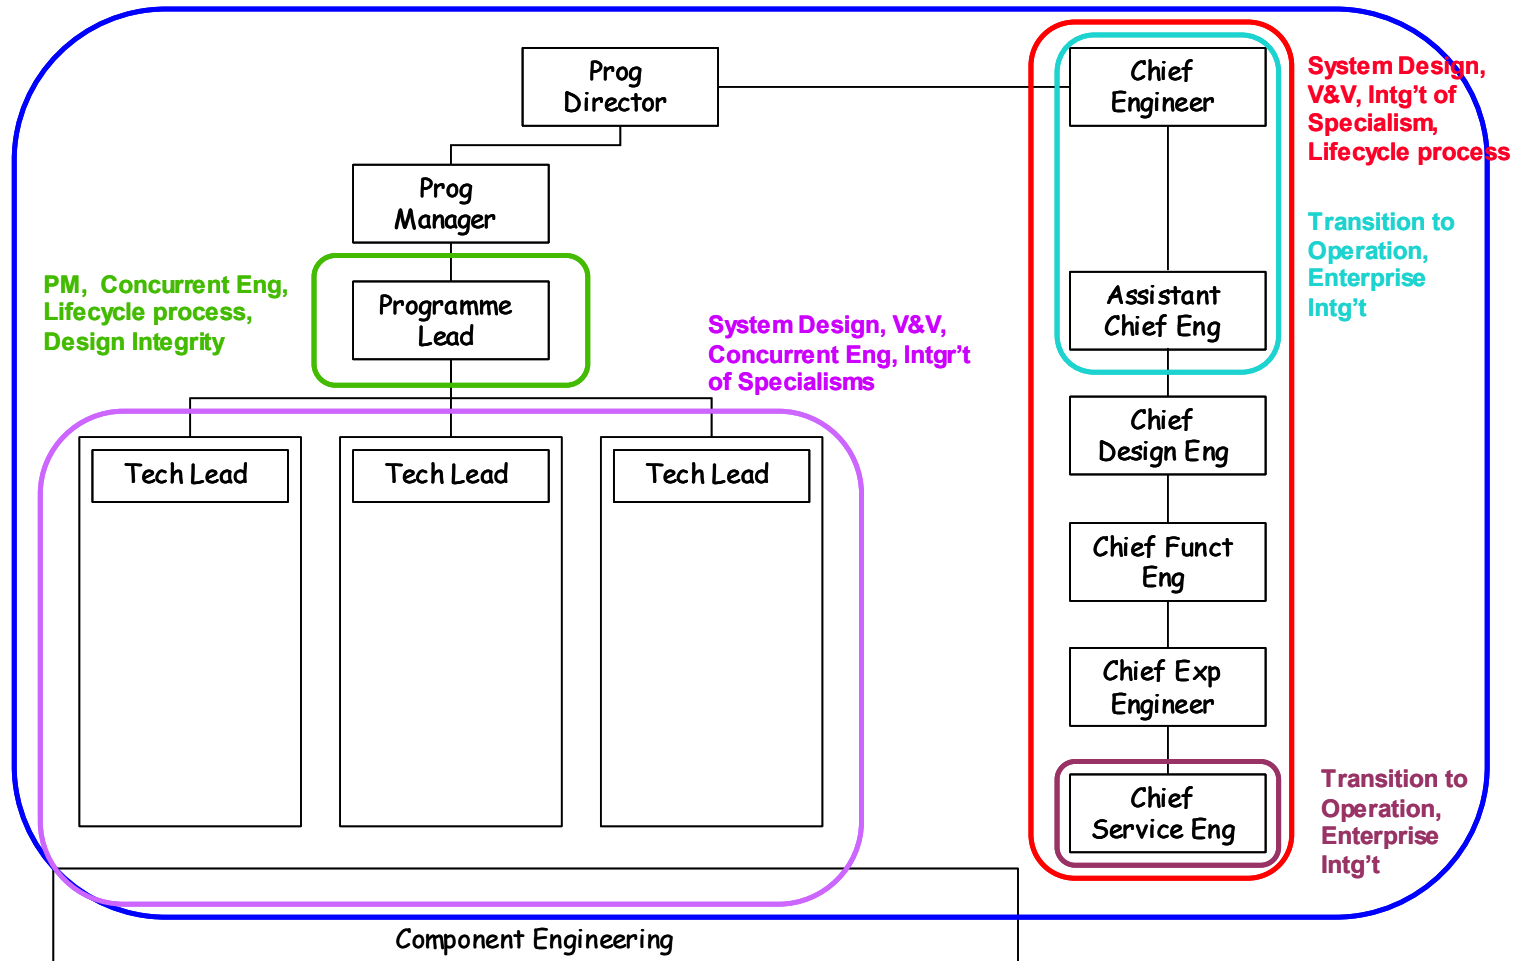 Prog
Director
Chief
Engineer
System Design,
V&V, Intg't of
Specialism,
Lifecycle process
Prog
Manager
Transition to
Operation,
Enterprise
Intg't
PM,  Concurrent Eng,
Lifecycle process,
Design Integrity
Programme
Lead
System Design, V&V,
Concurrent Eng, Intgr't
of Specialisms
Assistant
Chief Eng
Chief
Design Eng
Tech Lead
Tech Lead
Tech Lead
Chief Funct
Eng
Chief Exp
Engineer
Chief
Service Eng
Transition to
Operation,
Enterprise
Intg't
Component Engineering